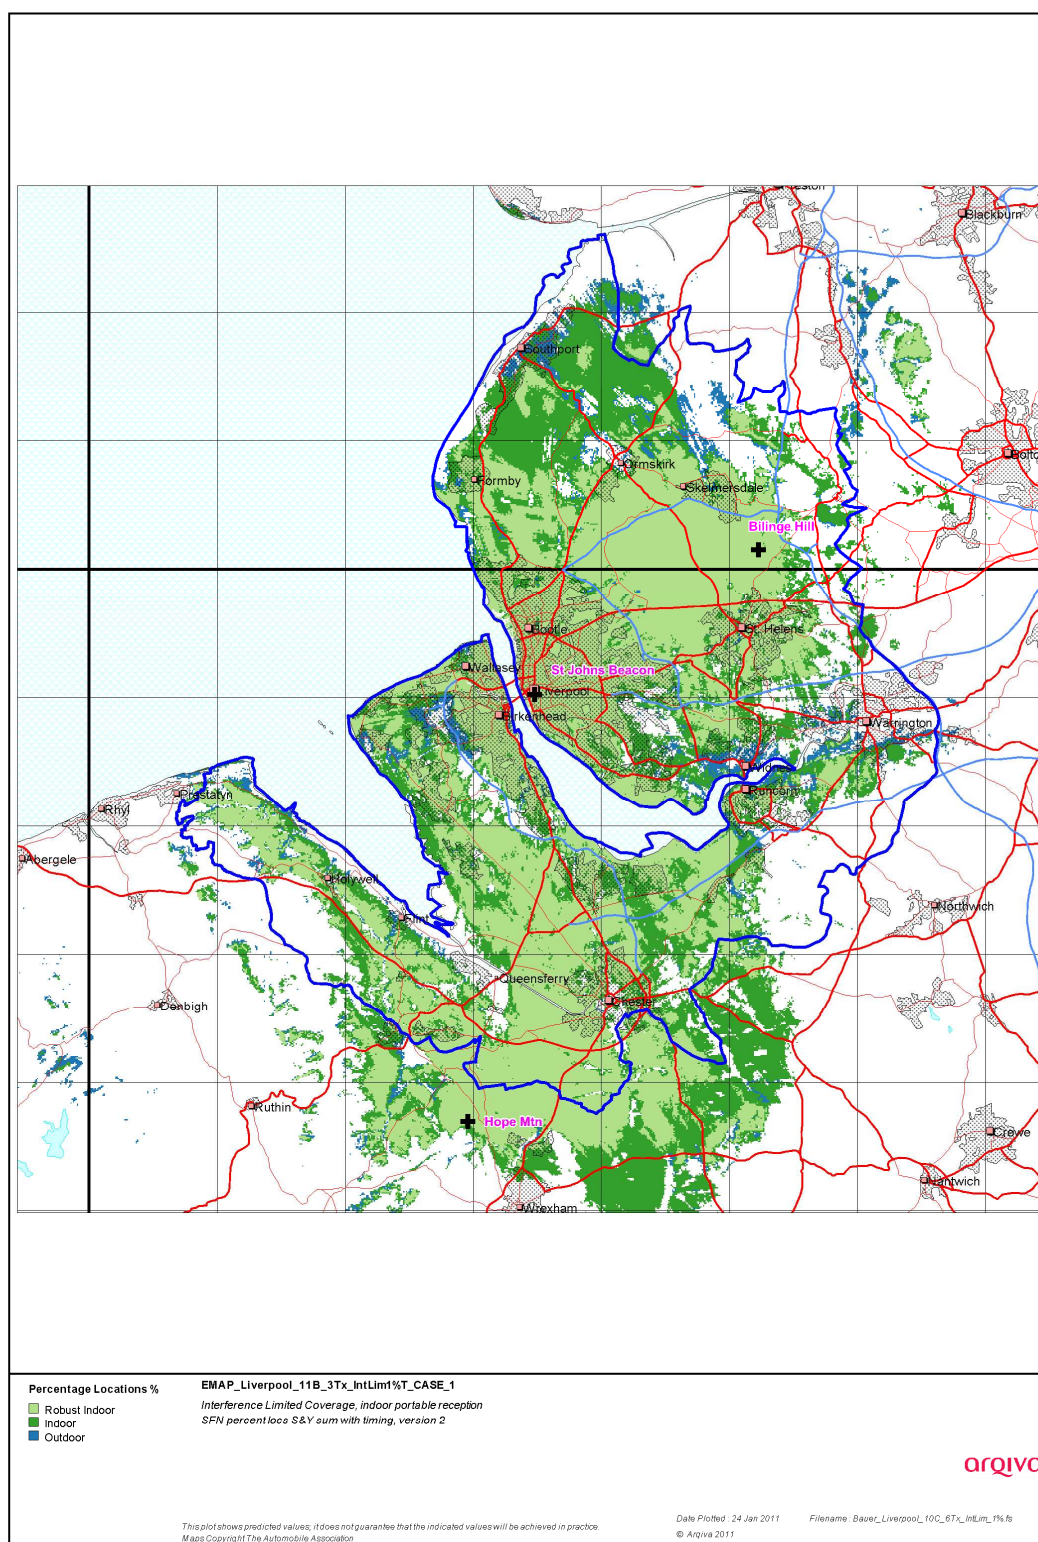 eston
Blackburn
Southport
Bolto
Ormskirk
Formby
Skelmersdale
Bilinge Hill
Bootle
St. Helens
Wallasey
St Johns Beacon
Liverpool
Birkenhead
Warrington
Widnes
Prestatyn
Runcorn
Rhyl
Abergele
Holywell
Northwich
Flint
Queensferry
Chester
Denbigh
Ruthin
Hope Mtn
Crewe
Nantwich
Wrexham
Percentage Locations %
Robust Indoor
Indoor
Outdoor
EMAP_Liverpool_11B_3Tx_IntLim1%T_CASE_1
Interference Limited Coverage, indoor portable reception
SFN percent locs S&Y sum with timing, version 2
arqiva
This plot shows predicted values; it does not guarantee that the indicated values will be achieved in practice.
Maps Copyright The Automobile Association
Date Plotted : 24 Jan 2011
© Arqiva 2011
Filename : Bauer_Liverpool_10C_6Tx_IntLim_1%.fs